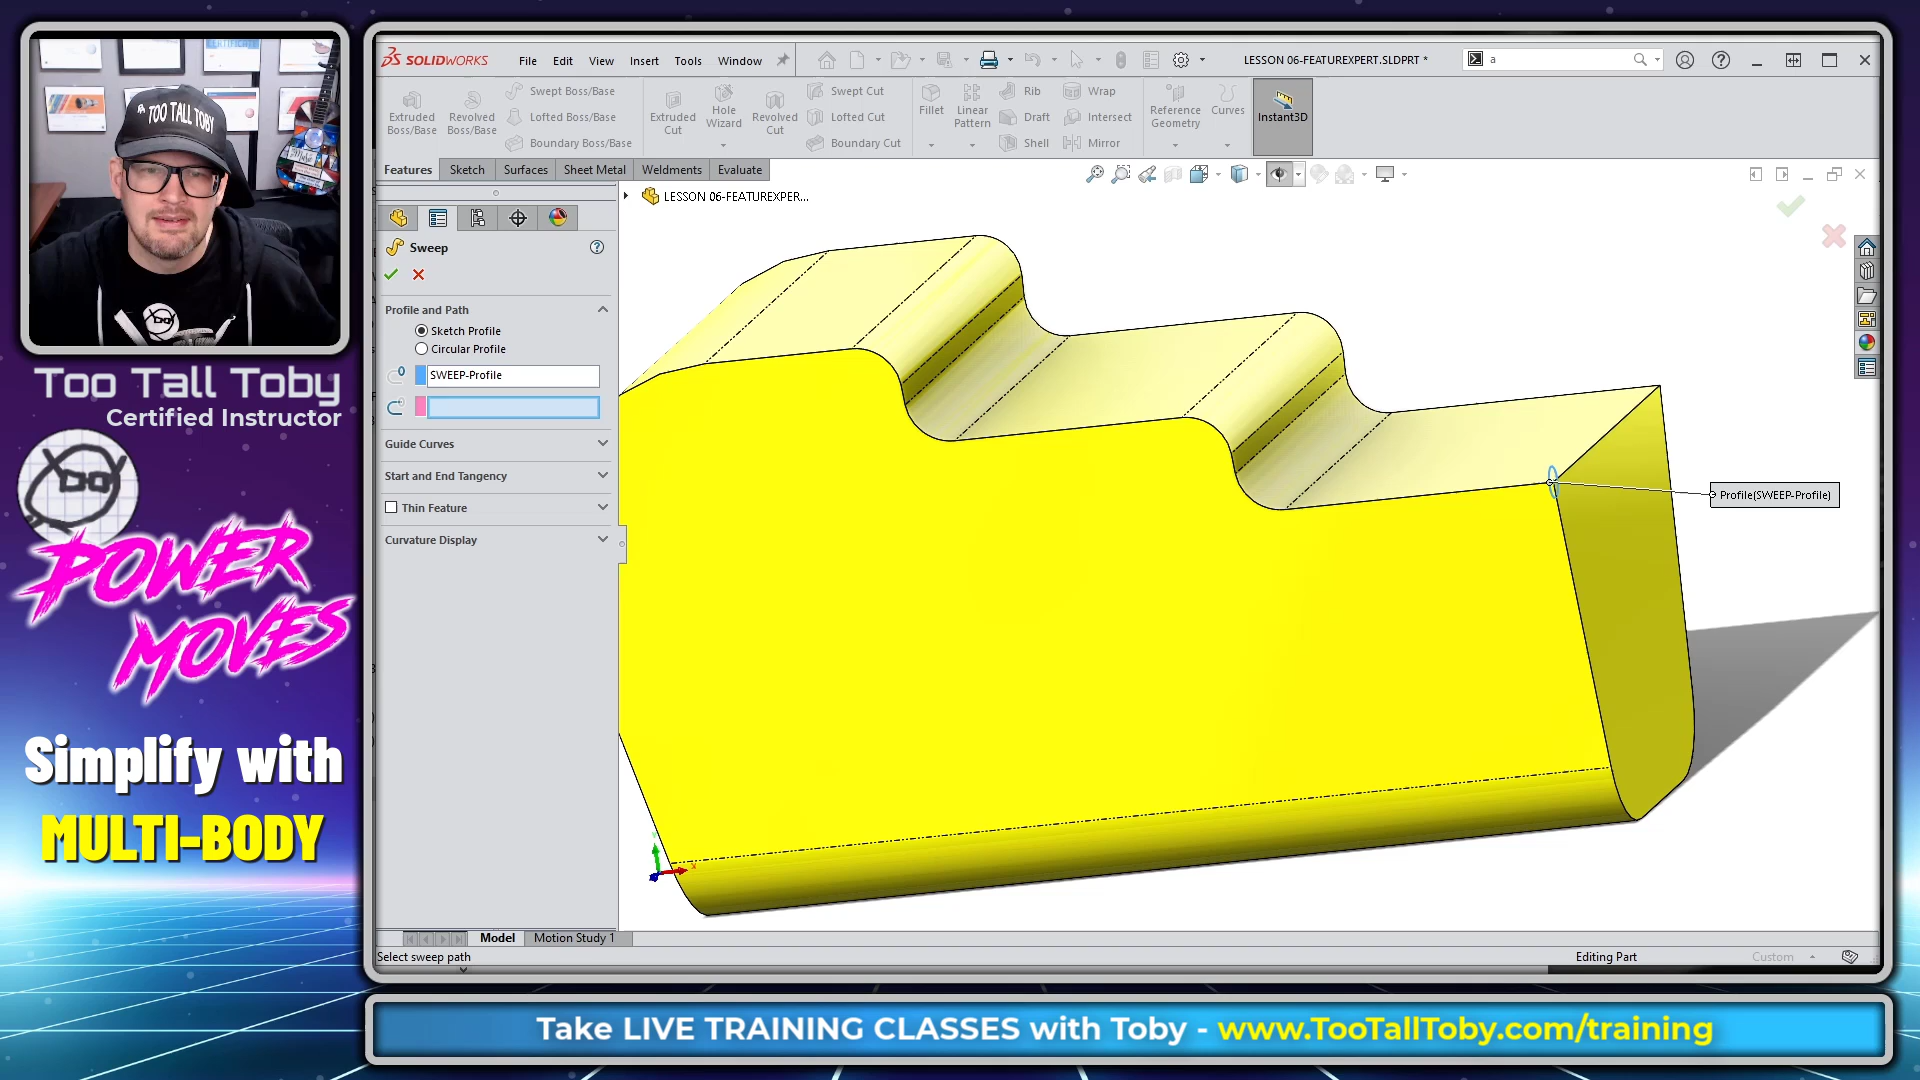 TOO TALL TOBY
Too Tall Toby
Certified Instructor
POWER
MOVES
Simplify with
MULTI-BODY
SOLIDWORKS
File Edit View Insert Tools Window
LESSON 06-FEATUREXPERT.SLDPRT *
a
Extruded Boss/Base
Revolved Boss/Base
Swept Boss/Base
Lofted Boss/Base
Boundary Boss/Base
Extruded Cut
Hole Wizard
Revolved Cut
Swept Cut
Lofted Cut
Boundary Cut
Fillet
Linear Pattern
Rib
Draft
Shell
Wrap
Intersect
Mirror
Reference Geometry
Curves
Instant3D
Features Sketch Surfaces Sheet Metal Weldments Evaluate
LESSON 06-FEATUREXPER...
Sweep
Profile and Path
Sketch Profile
Circular Profile
SWEEP-Profile
Guide Curves
Start and End Tangency
Thin Feature
Curvature Display
Profile(SWEEP-Profile)
Model Motion Study 1
Select sweep path
Editing Part
Custom
Take LIVE TRAINING CLASSES with Toby - www.TooTallToby.com/training